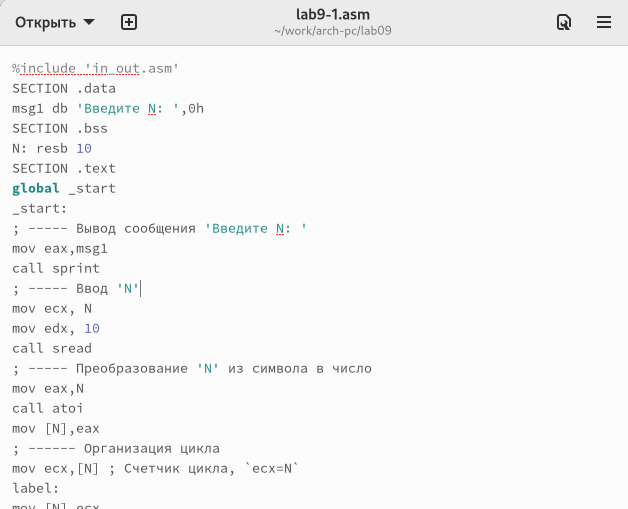 Открыть
lab9-1.asm
~/work/arch-pc/lab09
%include 'in_out.asm'
SECTION .data
msg1 db 'Введите N: ',0h
SECTION .bss
N: resb 10
SECTION .text
global _start
_start:
; ----- Вывод сообщения 'Введите N: '
mov eax,msg1
call sprint
; ----- Ввод 'N'
mov ecx, N
mov edx, 10
call sread
; ----- Преобразование 'N' из символа в число
mov eax,N
call atoi
mov [N],eax
; ------ Организация цикла
mov ecx,[N] ; Счетчик цикла, `ecx=N`
label:
mov [N],ecx